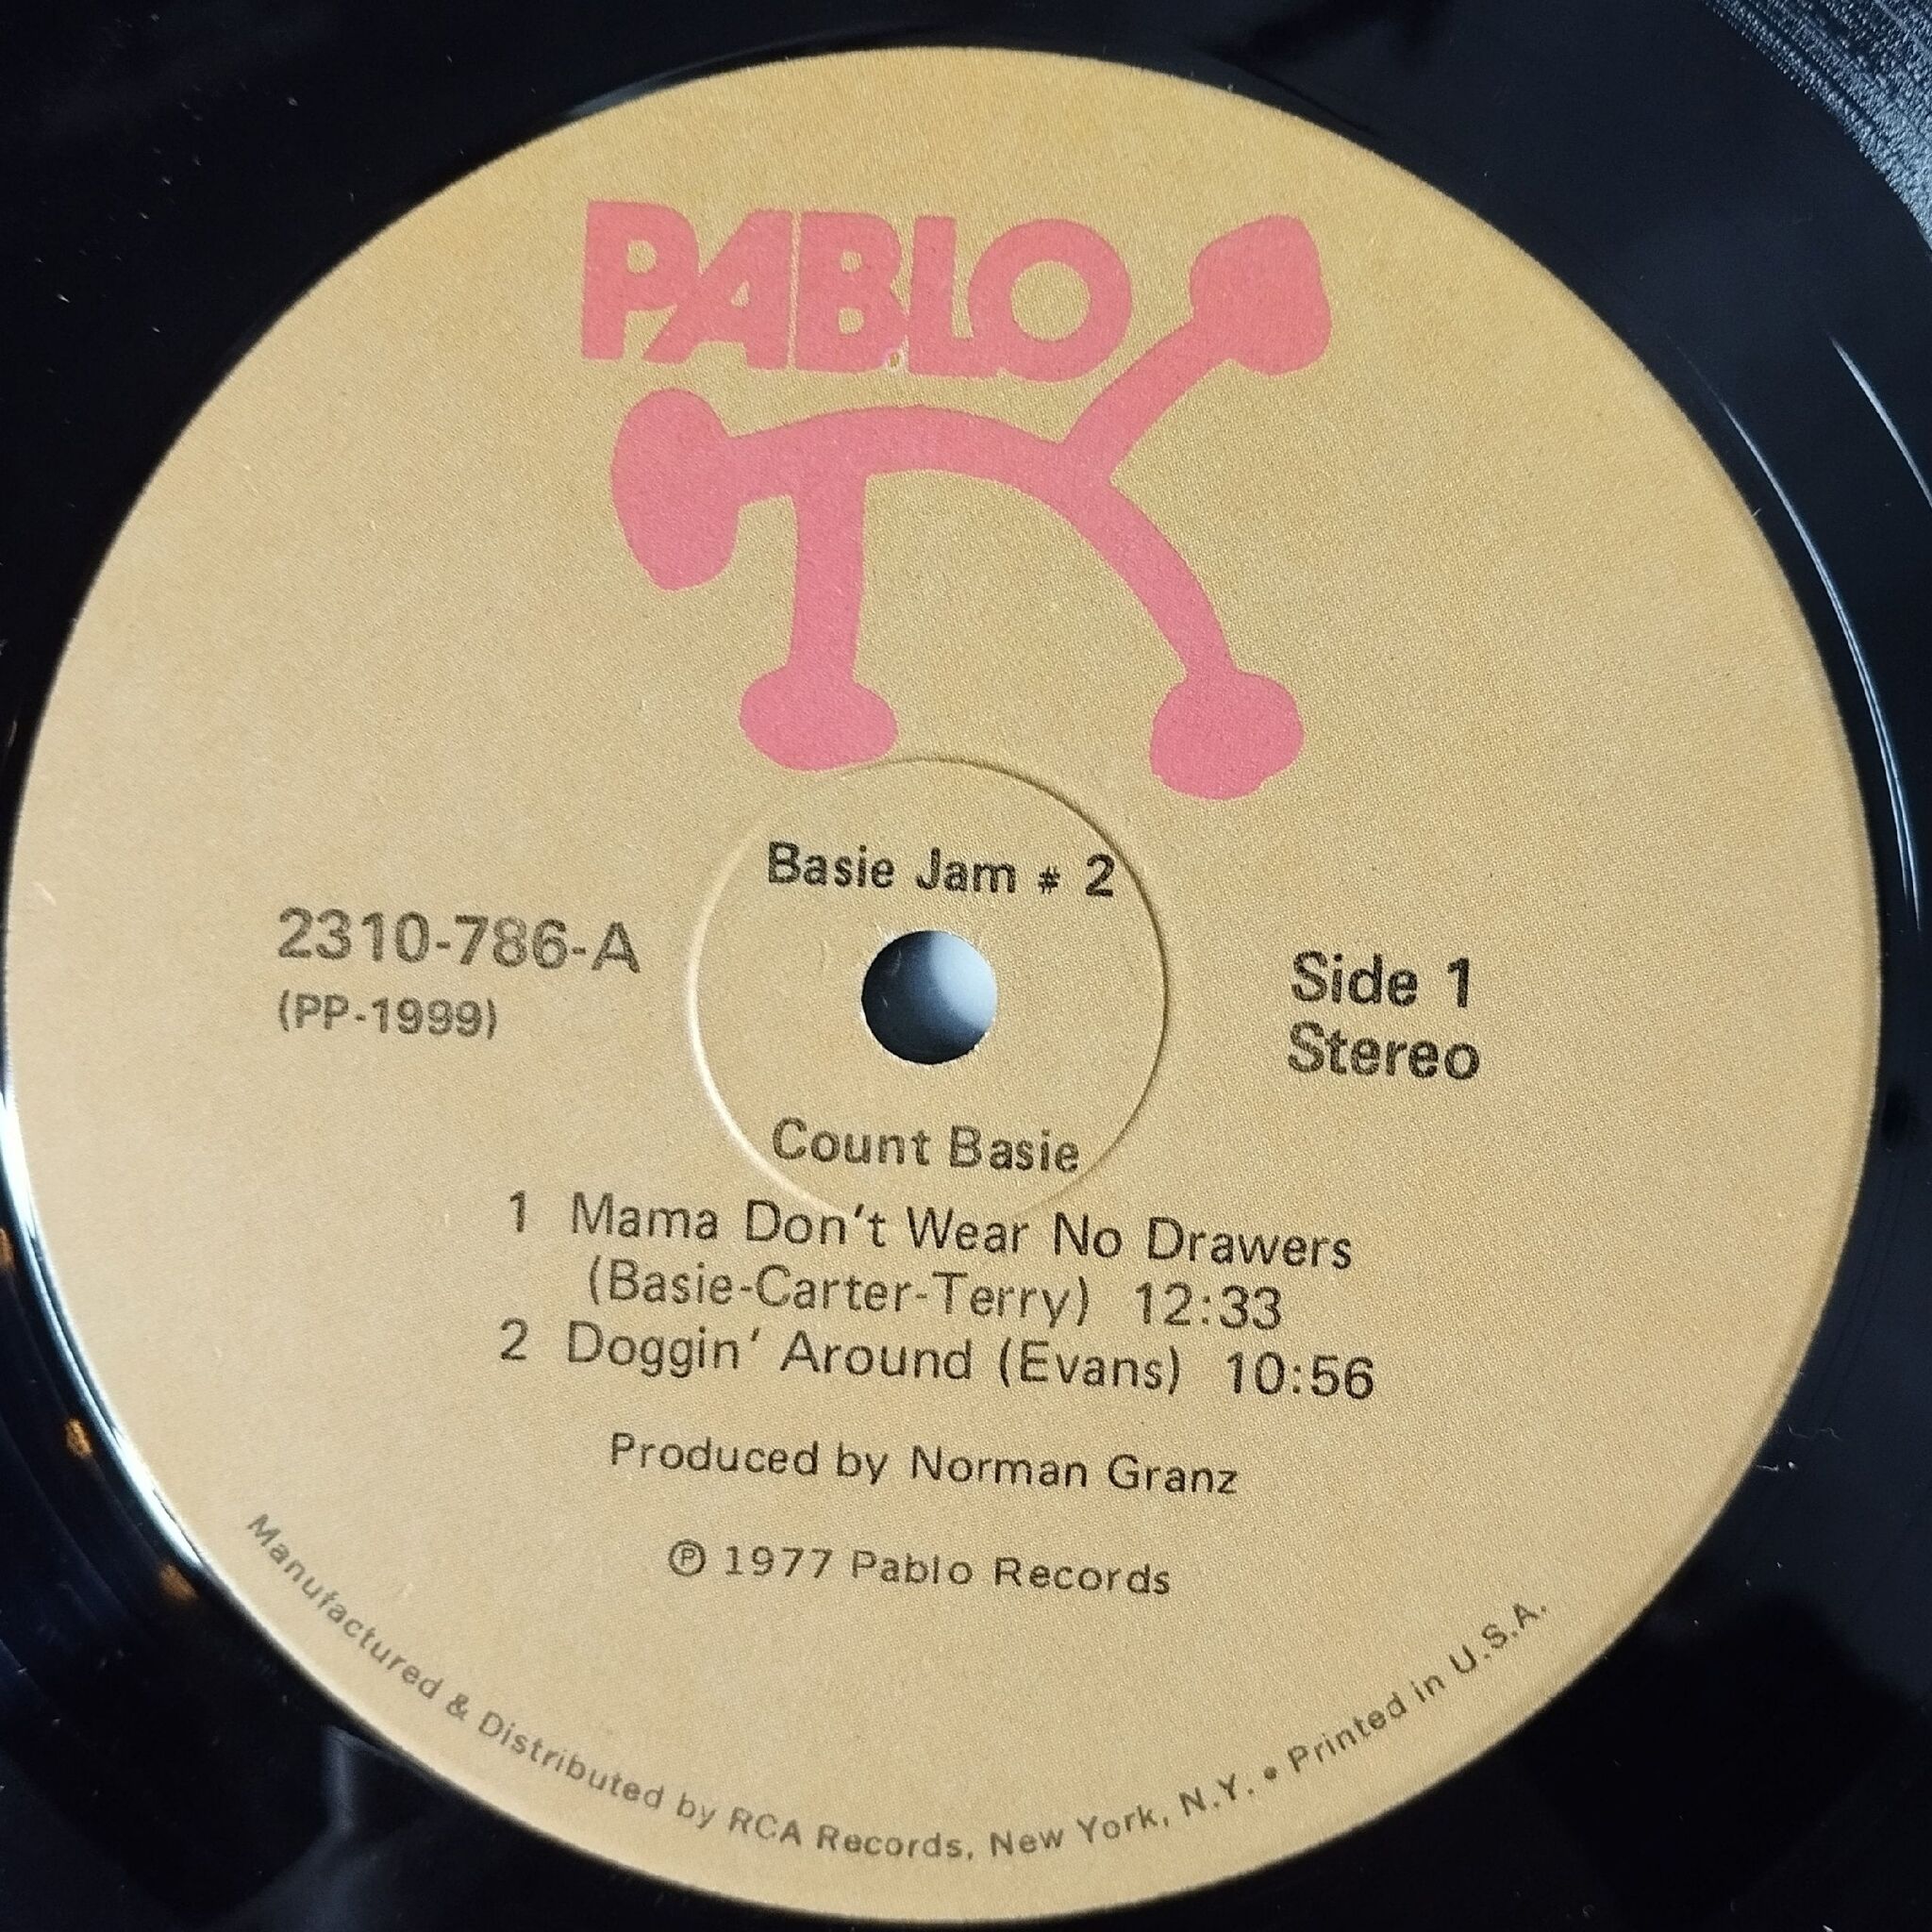 PABLO
Basie Jam # 2
2310-786-A
(PP-1999)
Side 1
Stereo
Count Basie
1 Mama Don't Wear No Drawers
(Basie-Carter-Terry) 12:33
2 Doggin' Around (Evans) 10:56
Produced by Norman Granz
℗ 1977 Pablo Records
Manufactured & Distributed by RCA Records, New York, N.Y. • Printed in U.S.A.